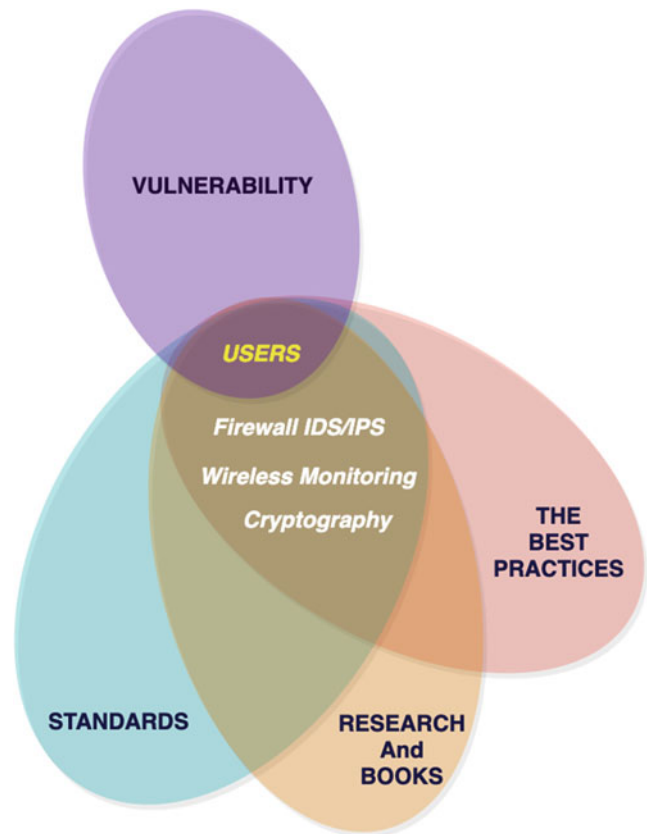 VULNERABILITY
USERS
Firewall IDS/IPS
Wireless Monitoring
Cryptography
THE
BEST
PRACTICES
STANDARDS
RESEARCH
And
BOOKS